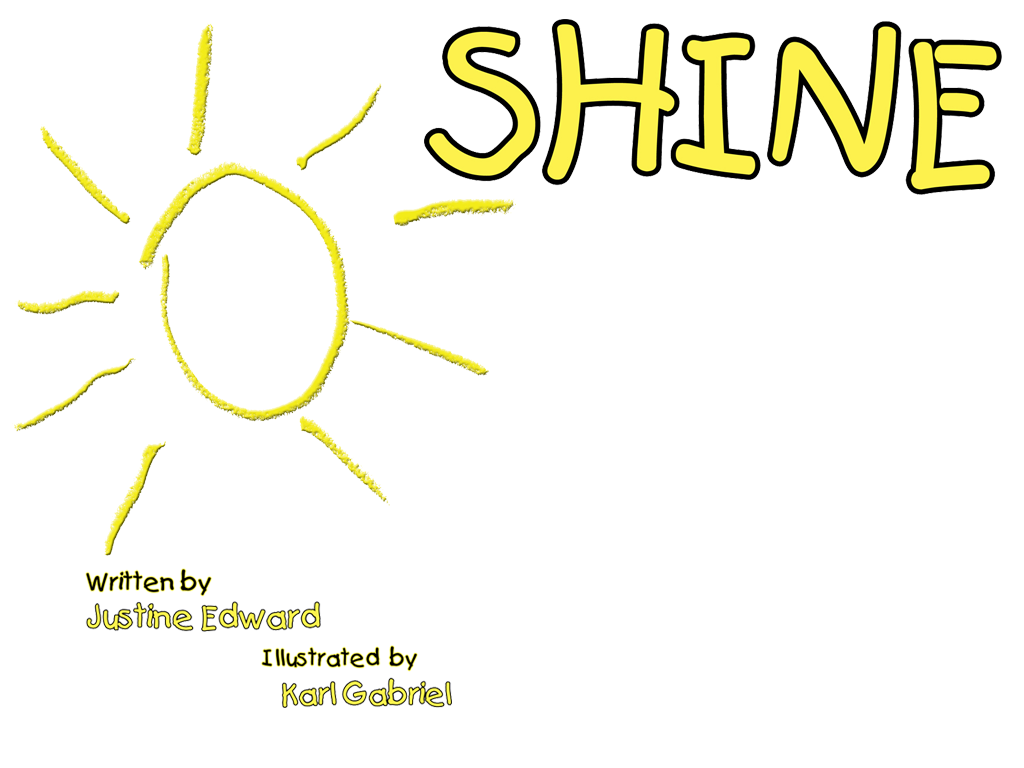 SHINE
Written by
Justine Edward
Illustrated by
Karl Gabriel